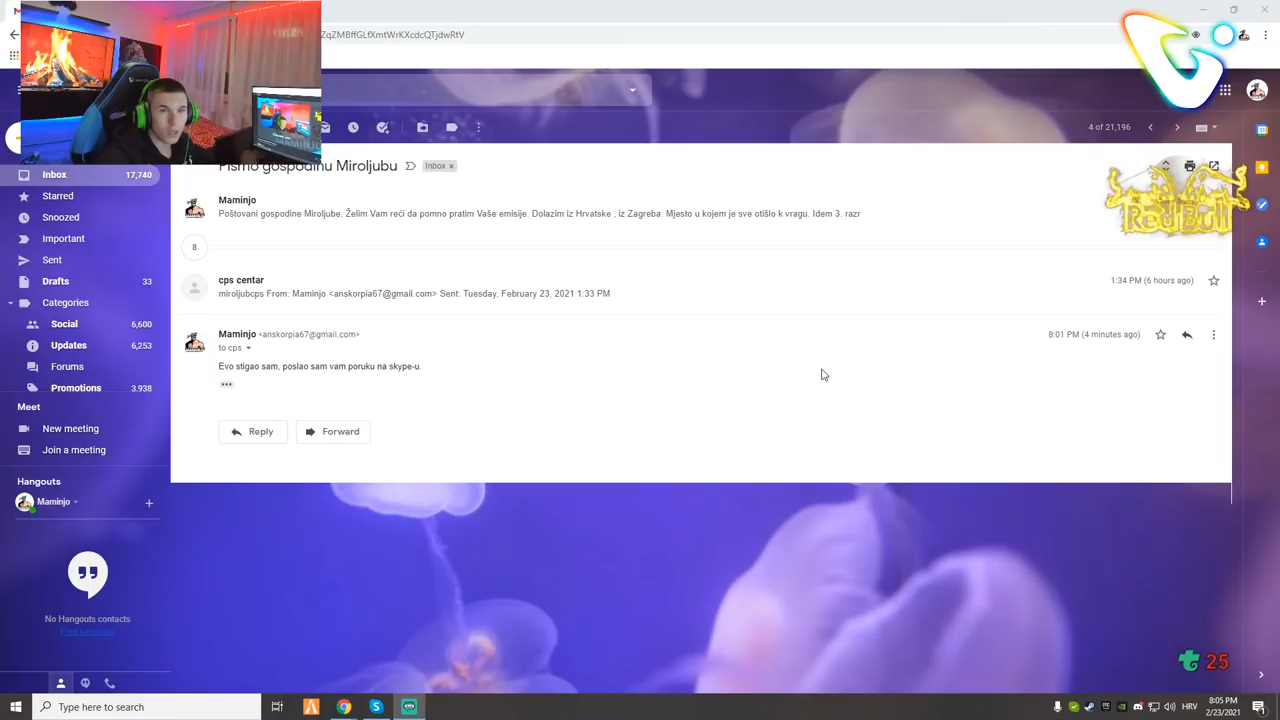 ZqZMBffGLfXmtWrKXcdcQTjdwRtV
4 of 21,196
Pismo gospodinu Miroljubu
Inbox x
Inbox 17,740
Starred
Snoozed
Important
Sent
Drafts 33
Categories
Social 6,600
Updates 6,253
Forums
Promotions 3,938
Meet
New meeting
Join a meeting
Hangouts
Maminjo
No Hangouts contacts
Find someone
Maminjo
Poštovani gospodine Miroljube, Želim Vam reći da pomno pratim Vaše emisije. Dolazim iz Hrvatske , iz Zagreba. Mjesto u kojem je sve otišlo k vragu. Idem 3. razr
8
cps centar
1:34 PM (6 hours ago)
miroljubcps From: Maminjo <anskorpia67@gmail.com> Sent: Tuesday, February 23, 2021 1:33 PM
Maminjo <anskorpia67@gmail.com>
8:01 PM (4 minutes ago)
to cps
Evo stigao sam, poslao sam vam poruku na skype-u.
Reply
Forward
Red Bull
25
Type here to search
HRV
8:05 PM
2/23/2021